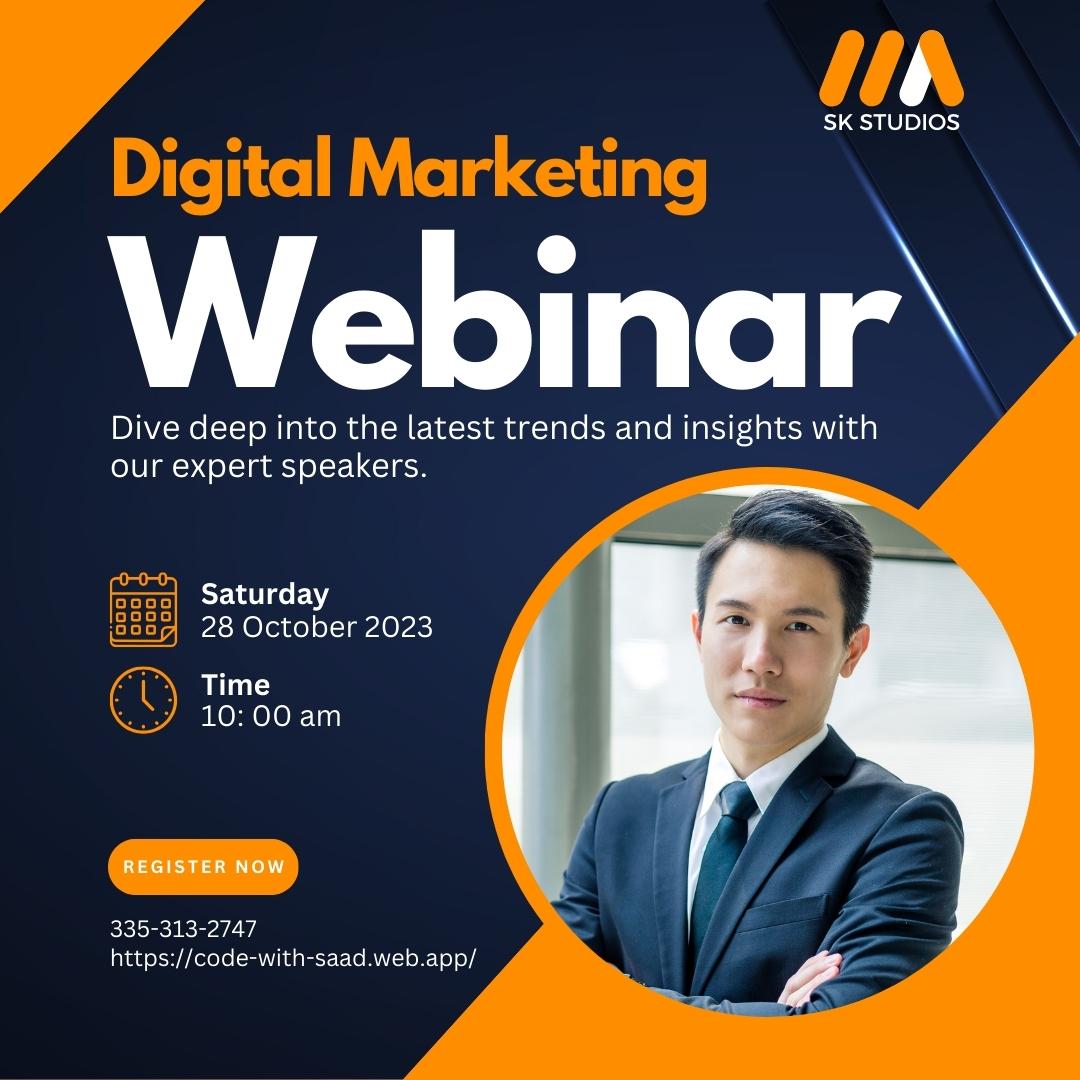 SK STUDIOS
Digital Marketing
Webinar
Dive deep into the latest trends and insights with
our expert speakers.
Saturday
28 October 2023
Time
10: 00 am
REGISTER NOW
335-313-2747
https://code-with-saad.web.app/